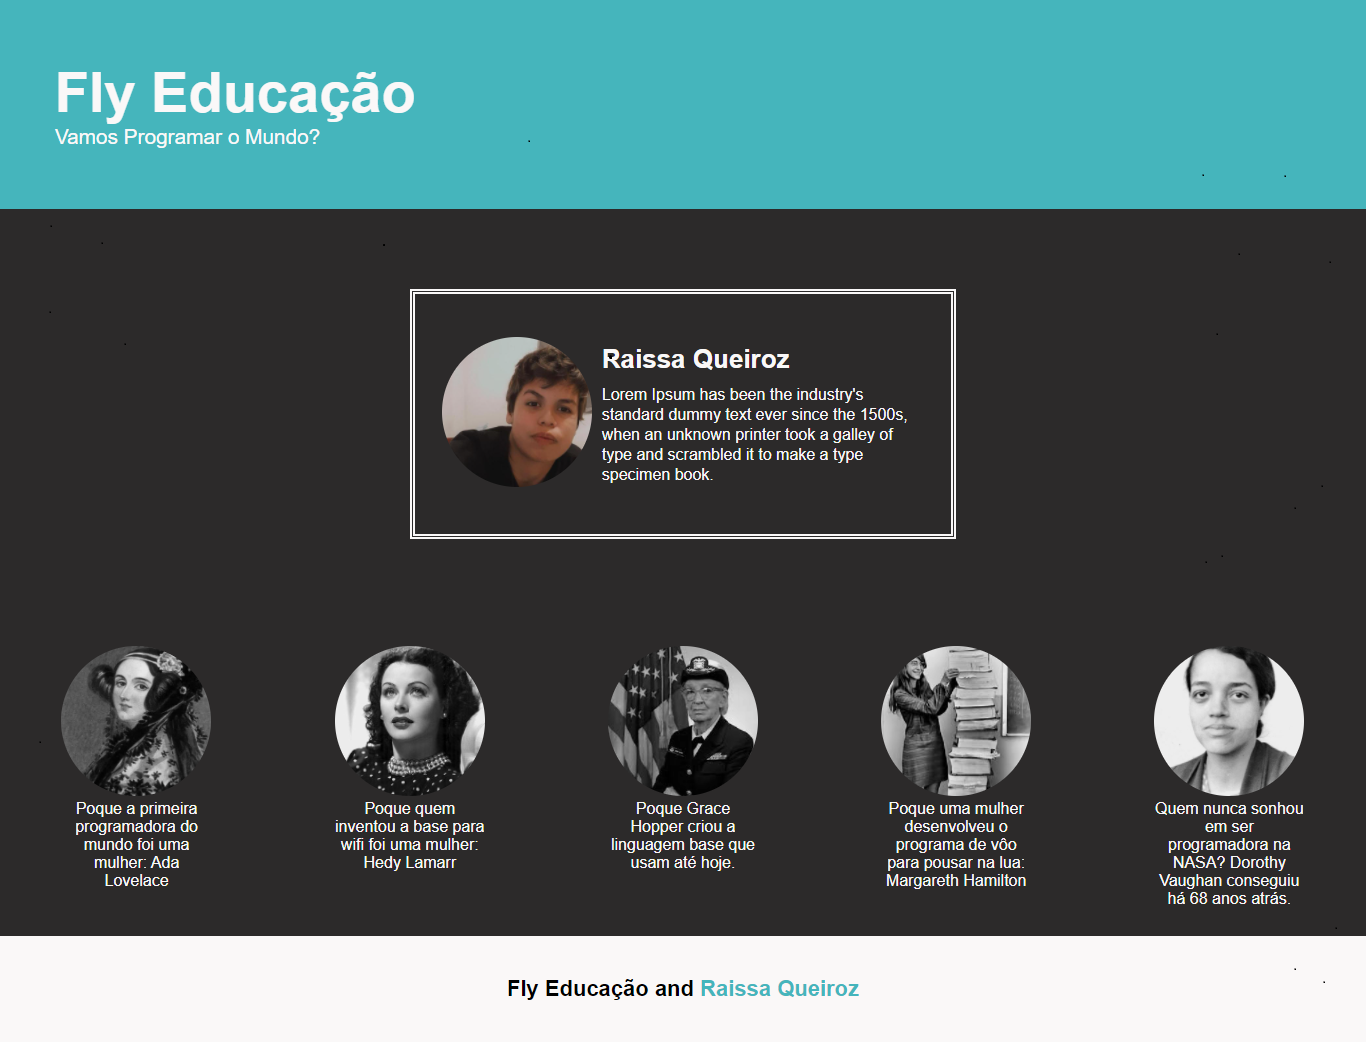 Fly Educação
Vamos Programar o Mundo?
Raissa Queiroz
Lorem Ipsum has been the industry's
standard dummy text ever since the 1500s,
when an unknown printer took a galley of
type and scrambled it to make a type
specimen book.
Poque a primeira
programadora do
mundo foi uma
mulher: Ada
Lovelace
Poque quem
inventou a base para
wifi foi uma mulher:
Hedy Lamarr
Poque Grace
Hopper criou a
linguagem base que
usam até hoje.
Poque uma mulher
desenvolveu o
programa de vôo
para pousar na lua:
Margareth Hamilton
Quem nunca sonhou
em ser
programadora na
NASA? Dorothy
Vaughan conseguiu
há 68 anos atrás.
Fly Educação and Raissa Queiroz